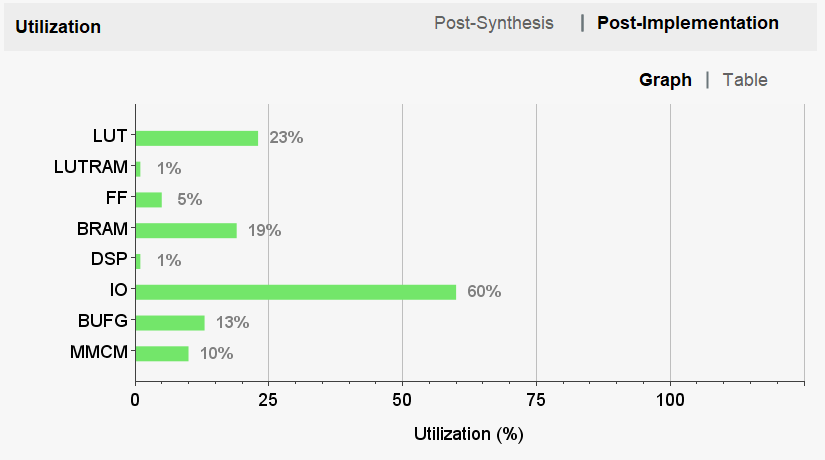 Utilization
Post-Synthesis | Post-Implementation
Graph | Table
LUT 23%
LUTRAM 1%
FF 5%
BRAM 19%
DSP 1%
IO 60%
BUFG 13%
MMCM 10%
0 25 50 75 100
Utilization (%)